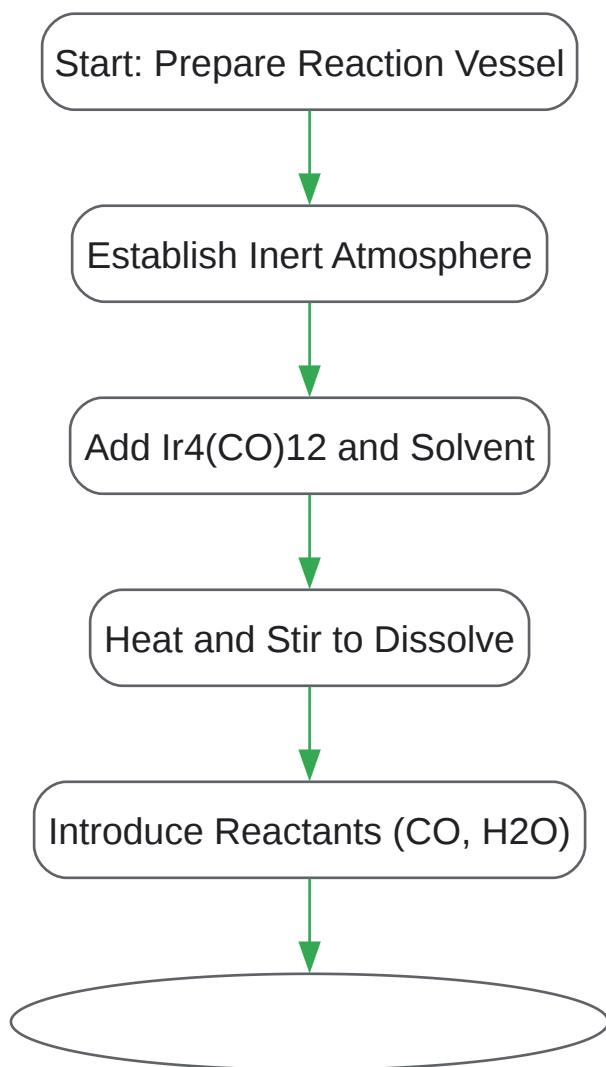 Start: Prepare Reaction Vessel
Establish Inert Atmosphere
Add Ir4(CO)12 and Solvent
Heat and Stir to Dissolve
Introduce Reactants (CO, H2O)